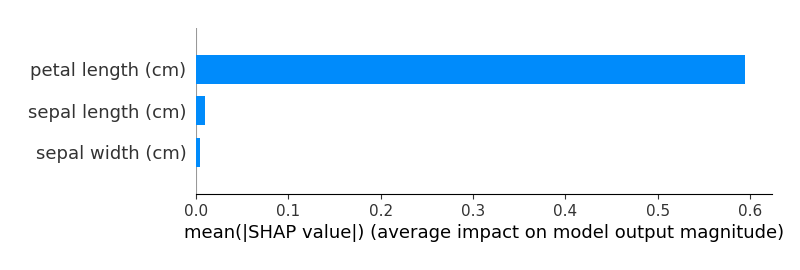 petal length (cm)
sepal length (cm)
sepal width (cm)
0.0 0.1 0.2 0.3 0.4 0.5 0.6
mean(|SHAP value|) (average impact on model output magnitude)